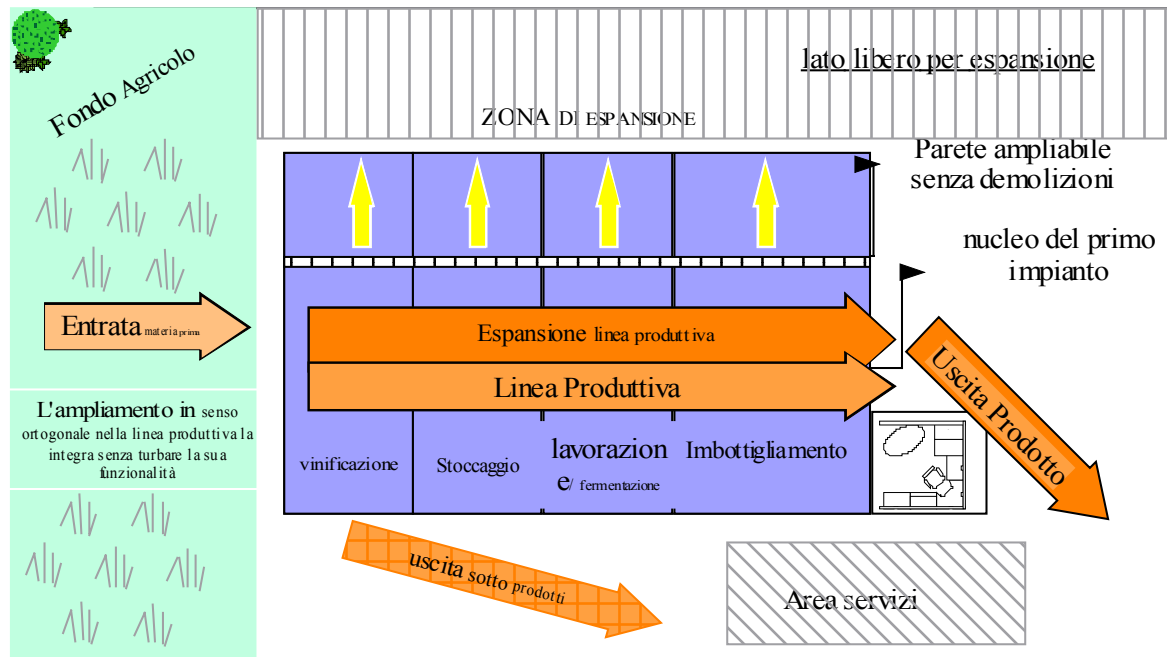 Fondo Agricolo
lato libero per espansione
ZONA DI ESPANSIONE
Parete ampliabile
senza demolizioni
nucleo del primo
impianto
Entrata materia prima
Espansione linea produttiva
Linea Produttiva
Uscita Prodotto
L'ampliamento in senso
ortogonale nella linea produttiva la
integra senza turbare la sua
funzionalità
vinificazione
Stoccaggio
lavorazion
e/ fermentazione
Imbottigliamento
uscita sotto prodotti
Area servizi